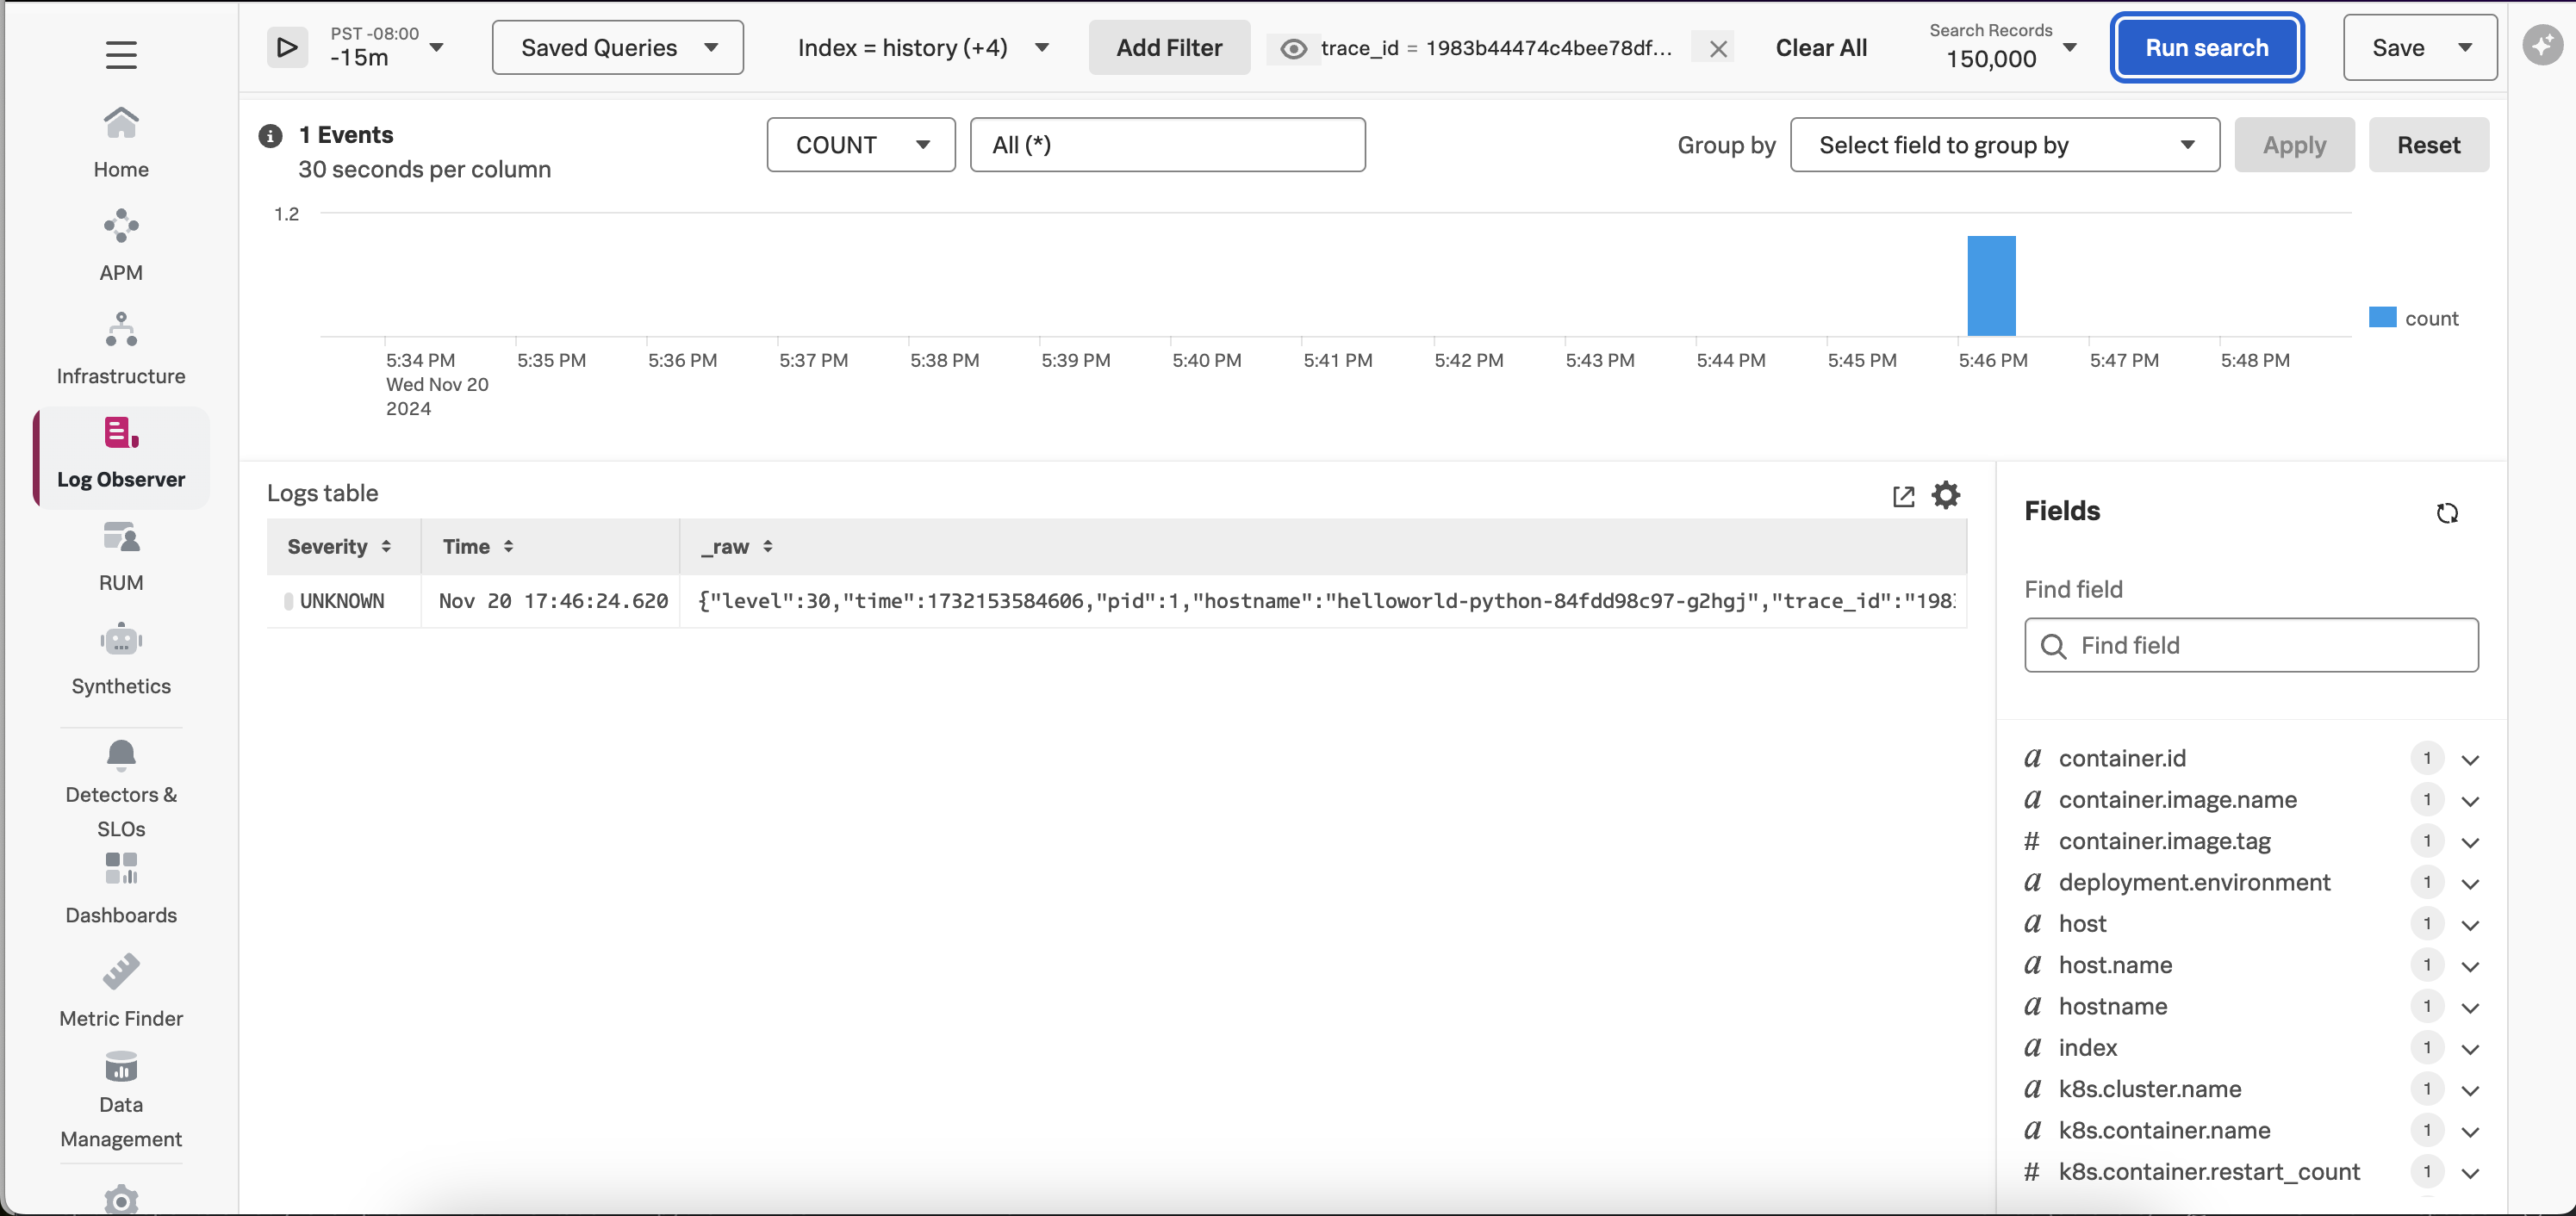 PST -08:00
-15m
Saved Queries
Index = history (+4)
Add Filter
trace_id = 1983b44474c4bee78df...
Clear All
Search Records
150,000
Run search
Save
Home
APM
Infrastructure
Log Observer
RUM
Synthetics
Detectors &
SLOs
Dashboards
Metric Finder
Data
Management
1 Events
30 seconds per column
COUNT
All (*)
Group by
Select field to group by
Apply
Reset
1.2
5:34 PM
Wed Nov 20
2024
5:35 PM
5:36 PM
5:37 PM
5:38 PM
5:39 PM
5:40 PM
5:41 PM
5:42 PM
5:43 PM
5:44 PM
5:45 PM
5:46 PM
5:47 PM
5:48 PM
count
Logs table
Severity
Time
_raw
UNKNOWN
Nov 20 17:46:24.620
{"level":30,"time":1732153584606,"pid":1,"hostname":"helloworld-python-84fdd98c97-g2hgj","trace_id":"198
Fields
Find field
Find field
container.id 1
container.image.name 1
# container.image.tag 1
deployment.environment 1
host 1
host.name 1
hostname 1
index 1
k8s.cluster.name 1
k8s.container.name 1
# k8s.container.restart_count 1